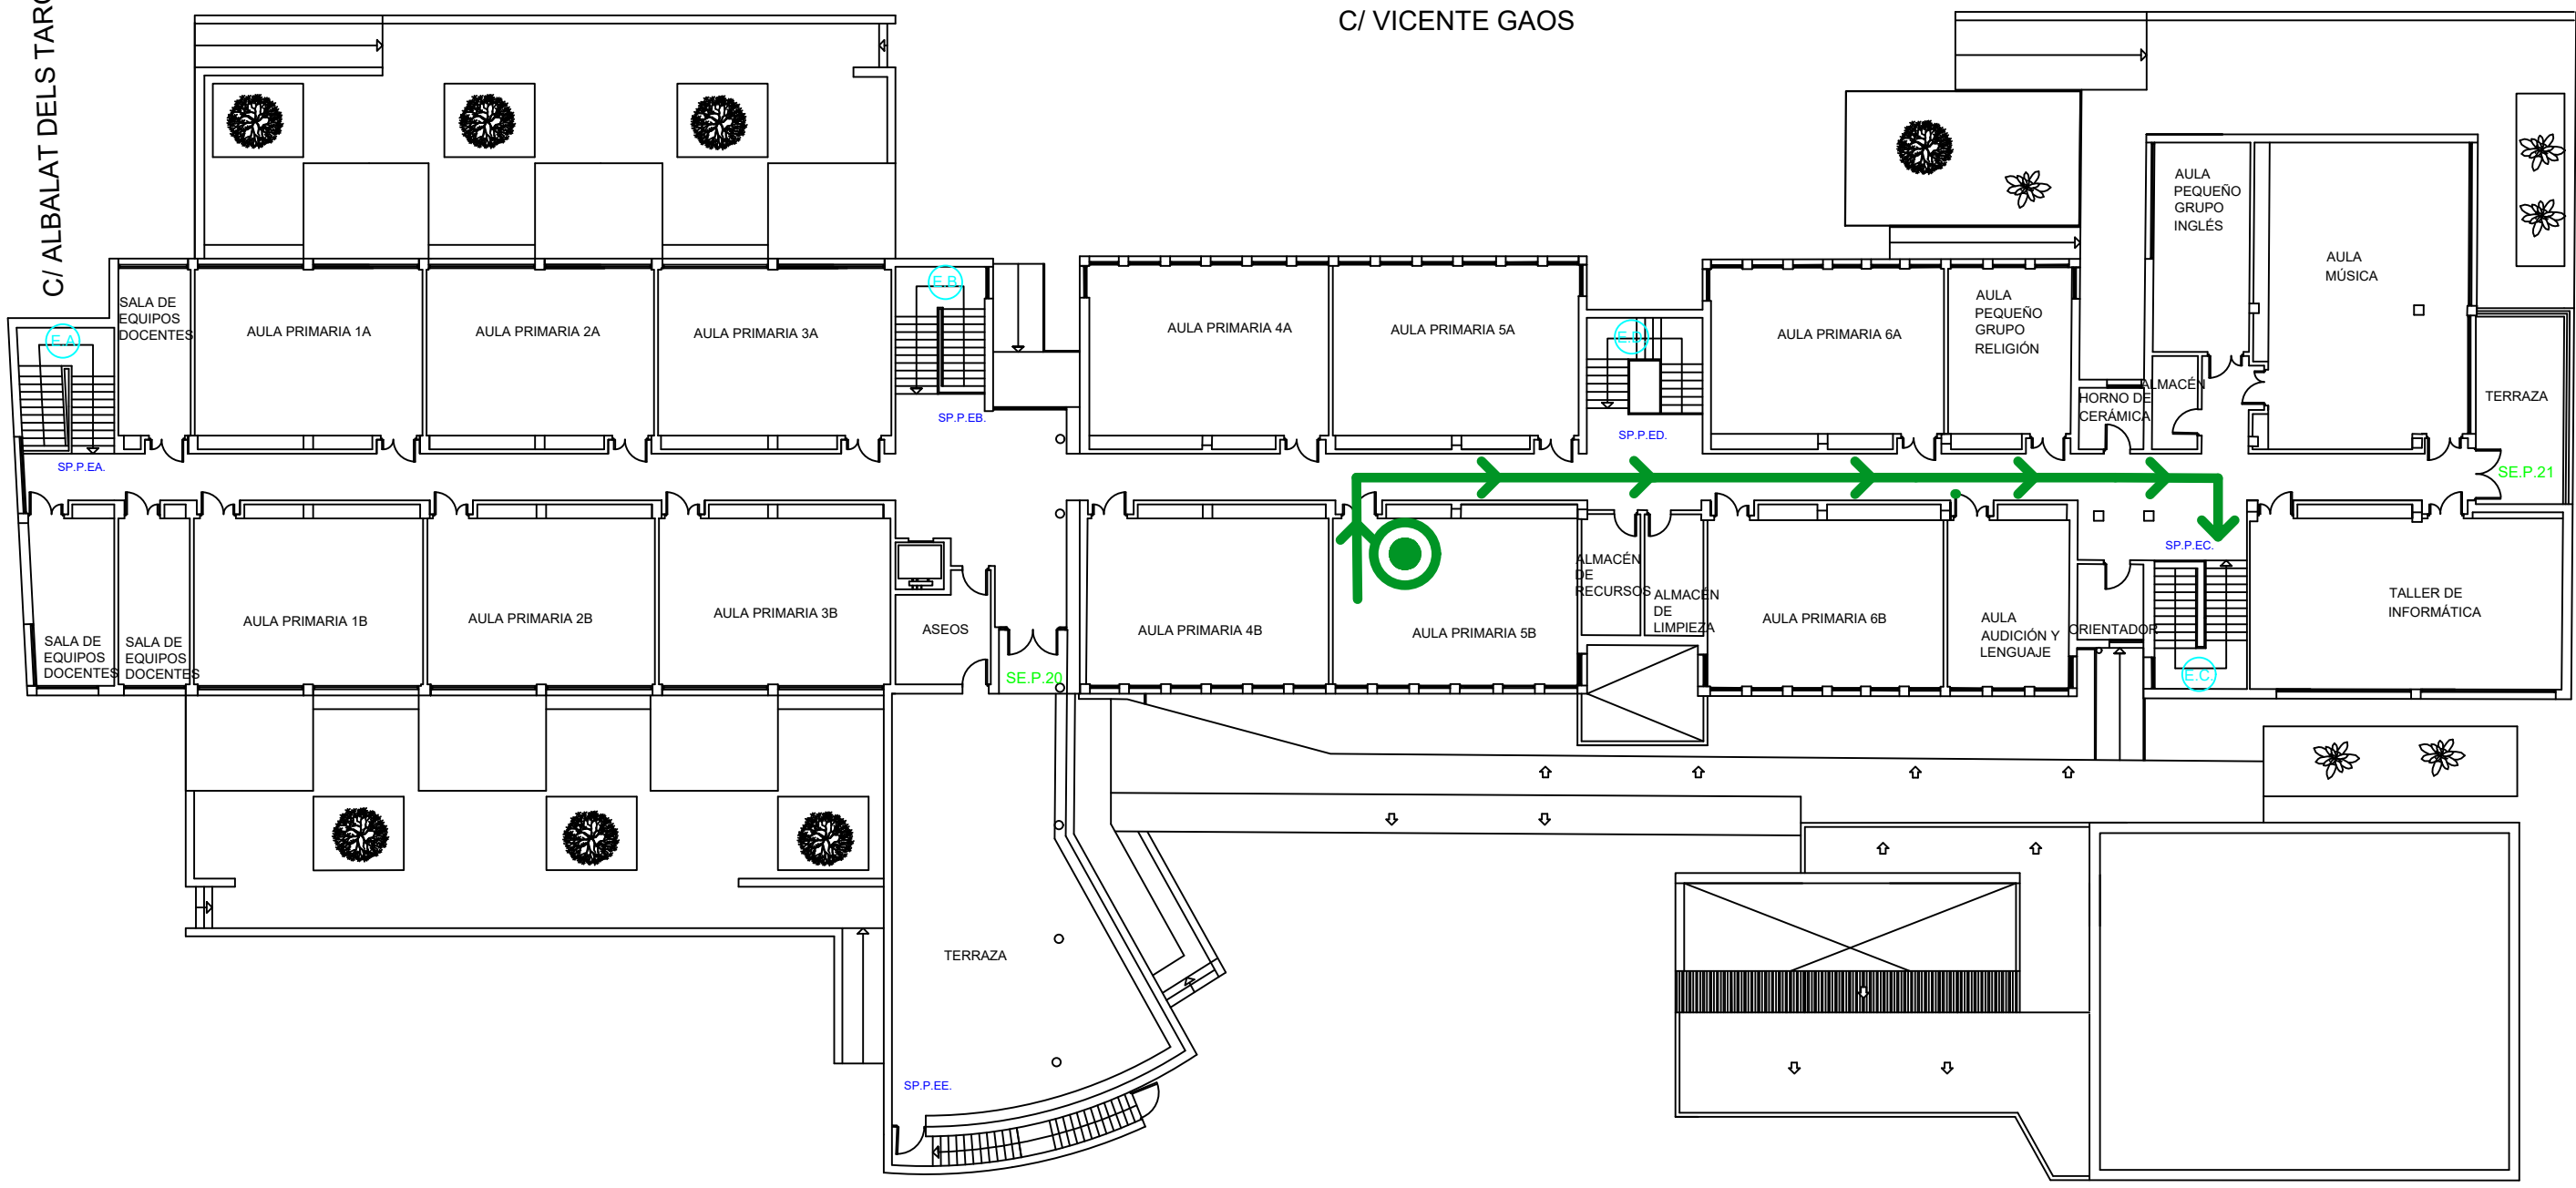 C/ VICENTE GAOS
C/ ALBALAT DELS
SALA DE
EQUIPOS
DOCENTES
AULA PRIMARIA 1A
AULA PRIMARIA 2A
AULA PRIMARIA 3A
E.A.
E.B.
SP.P.EA.
SP.P.EB.
AULA PRIMARIA 4A
AULA PRIMARIA 5A
E.D.
SP.P.ED.
AULA PRIMARIA 6A
AULA
PEQUEÑO
GRUPO
RELIGIÓN
AULA
PEQUEÑO
GRUPO
INGLÉS
AULA
MÚSICA
ALMACÉN
HORNO DE
CERÁMICA
TERRAZA
SE.P.21
SALA DE
EQUIPOS
DOCENTES
SALA DE
EQUIPOS
DOCENTES
AULA PRIMARIA 1B
AULA PRIMARIA 2B
AULA PRIMARIA 3B
ASEOS
SE.P.20
AULA PRIMARIA 4B
AULA PRIMARIA 5B
ALMACÉN
DE
RECURSOS
ALMACÉN
DE
LIMPIEZA
AULA PRIMARIA 6B
AULA
AUDICIÓN Y
LENGUAJE
ORIENTADOR
SP.P.EC.
E.C.
TALLER DE
INFORMÁTICA
TERRAZA
SP.P.EE.